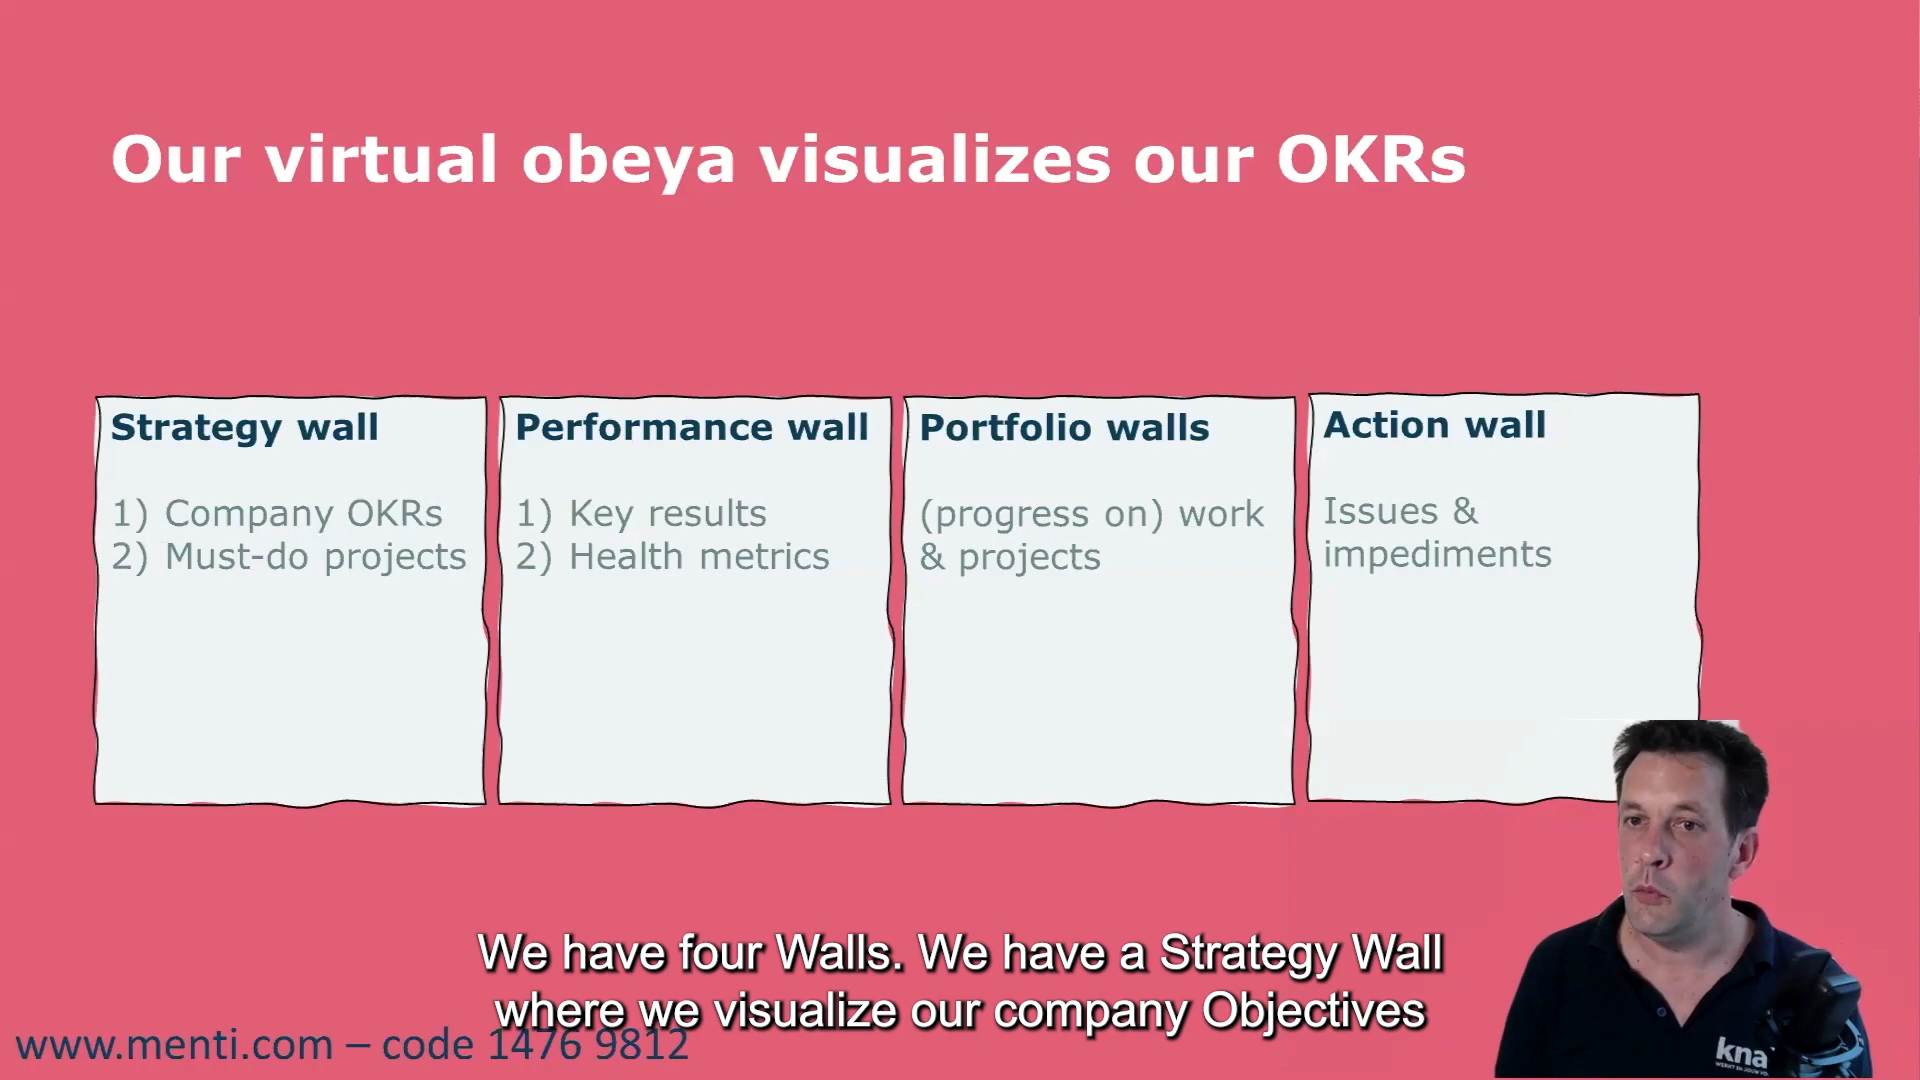 Our virtual obeya visualizes our OKRs
Strategy wall
1) Company OKRs
2) Must-do projects
Performance wall
1) Key results
2) Health metrics
Portfolio walls
(progress on) work
& projects
Action wall
Issues &
impediments
We have four Walls. We have a Strategy Wall
where we visualize our company Objectives
www.menti.com – code 1476 9812
kna